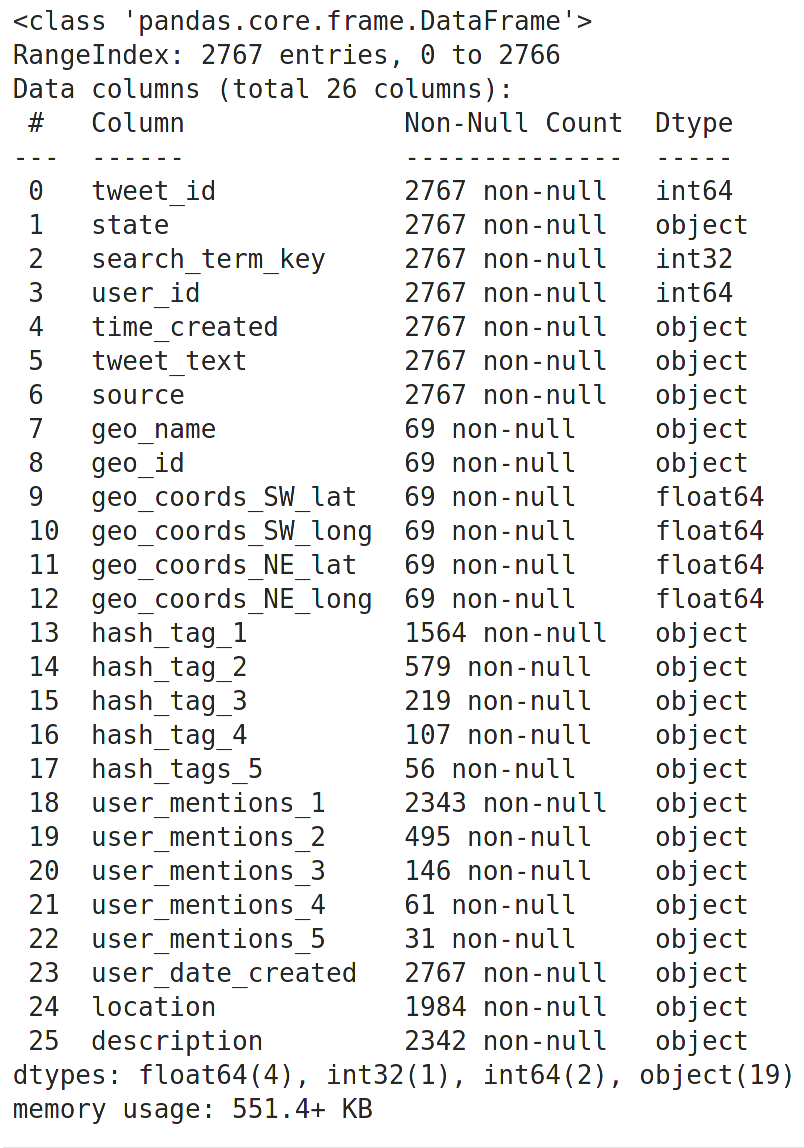 <class 'pandas.core.frame.DataFrame'>
RangeIndex: 2767 entries, 0 to 2766
Data columns (total 26 columns):
 #   Column              Non-Null Count  Dtype
---  ------              --------------  -----
 0   tweet_id            2767 non-null   int64
 1   state               2767 non-null   object
 2   search_term_key     2767 non-null   int32
 3   user_id             2767 non-null   int64
 4   time_created        2767 non-null   object
 5   tweet_text          2767 non-null   object
 6   source              2767 non-null   object
 7   geo_name            69 non-null     object
 8   geo_id              69 non-null     object
 9   geo_coords_SW_lat   69 non-null     float64
 10  geo_coords_SW_long  69 non-null     float64
 11  geo_coords_NE_lat   69 non-null     float64
 12  geo_coords_NE_long  69 non-null     float64
 13  hash_tag_1          1564 non-null   object
 14  hash_tag_2          579 non-null    object
 15  hash_tag_3          219 non-null    object
 16  hash_tag_4          107 non-null    object
 17  hash_tags_5         56 non-null     object
 18  user_mentions_1     2343 non-null   object
 19  user_mentions_2     495 non-null    object
 20  user_mentions_3     146 non-null    object
 21  user_mentions_4     61 non-null     object
 22  user_mentions_5     31 non-null     object
 23  user_date_created   2767 non-null   object
 24  location            1984 non-null   object
 25  description         2342 non-null   object
dtypes: float64(4), int32(1), int64(2), object(19)
memory usage: 551.4+ KB